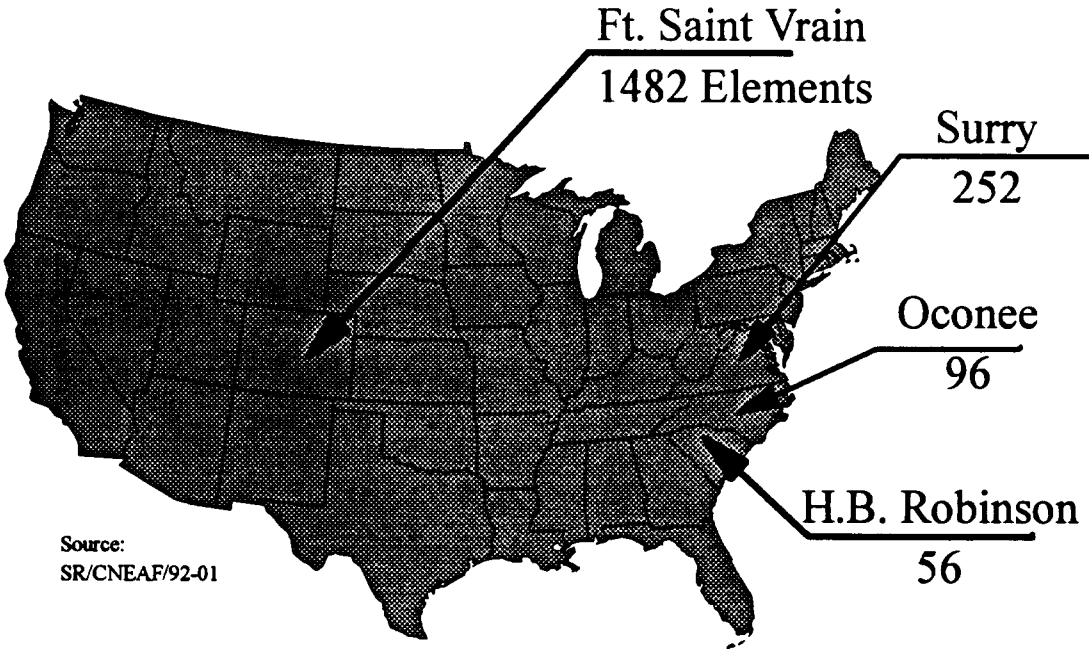 Ft. Saint Vrain
1482 Elements
Surry
252
Oconee
96
H.B. Robinson
56
Source:
SR/CNEAF/92-01